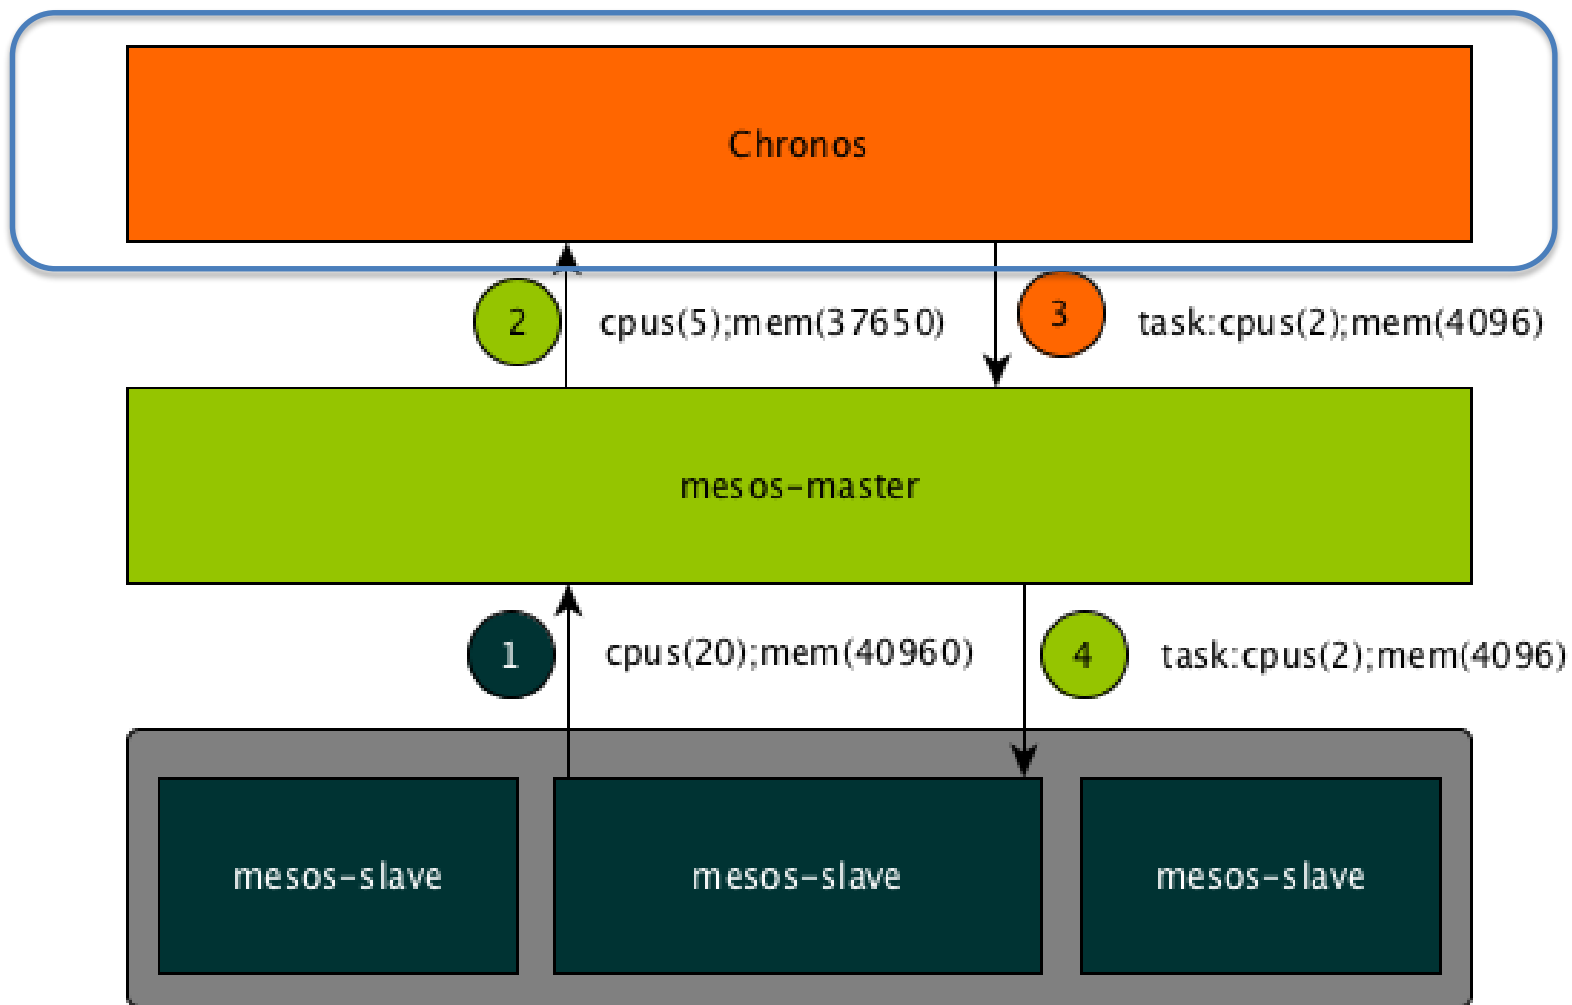 Chronos
2
cpus(5);mem(37650)
3
task:cpus(2);mem(4096)
mesos-master
1
cpus(20);mem(40960)
4
task:cpus(2);mem(4096)
mesos-slave
mesos-slave
mesos-slave